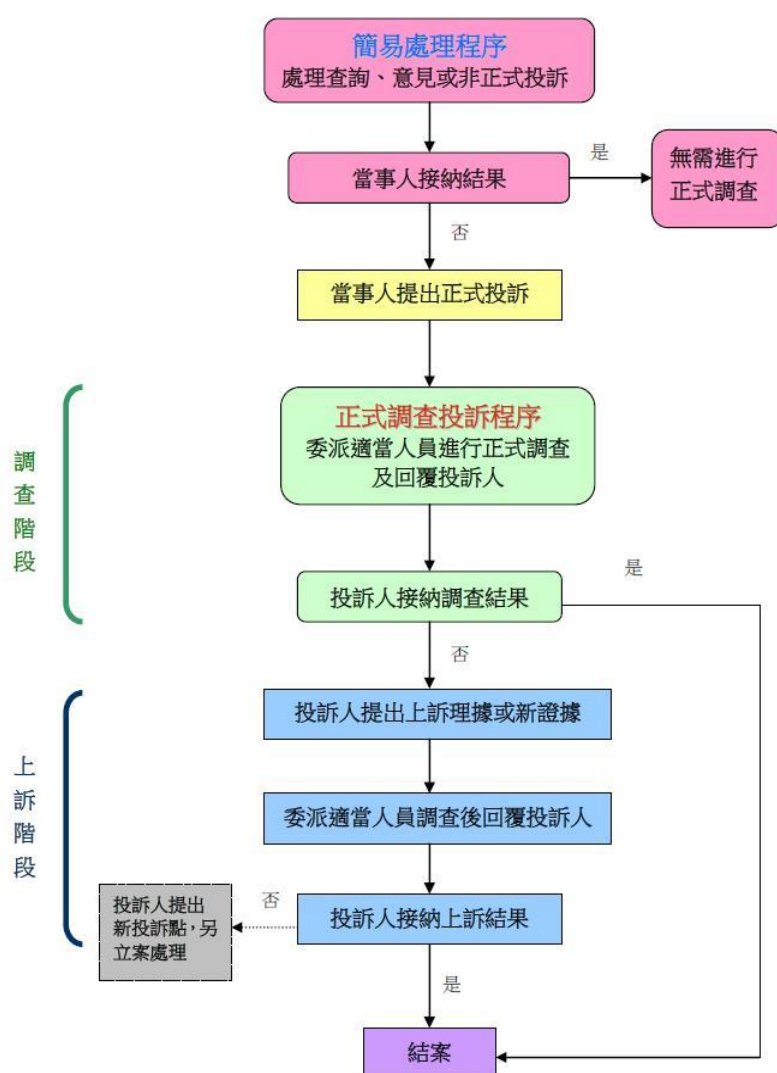 簡易處理程序
處理查詢、意見或非正式投訴
當事人接納結果
是
無需進行
正式調查
否
當事人提出正式投訴
調查階段
正式調查投訴程序
委派適當人員進行正式調查
及回覆投訴人
投訴人接納調查結果
是
否
上訴階段
投訴人提出上訴理據或新證據
委派適當人員調查後回覆投訴人
投訴人接納上訴結果
否
投訴人提出
新投訴點，另
立案處理
是
結案